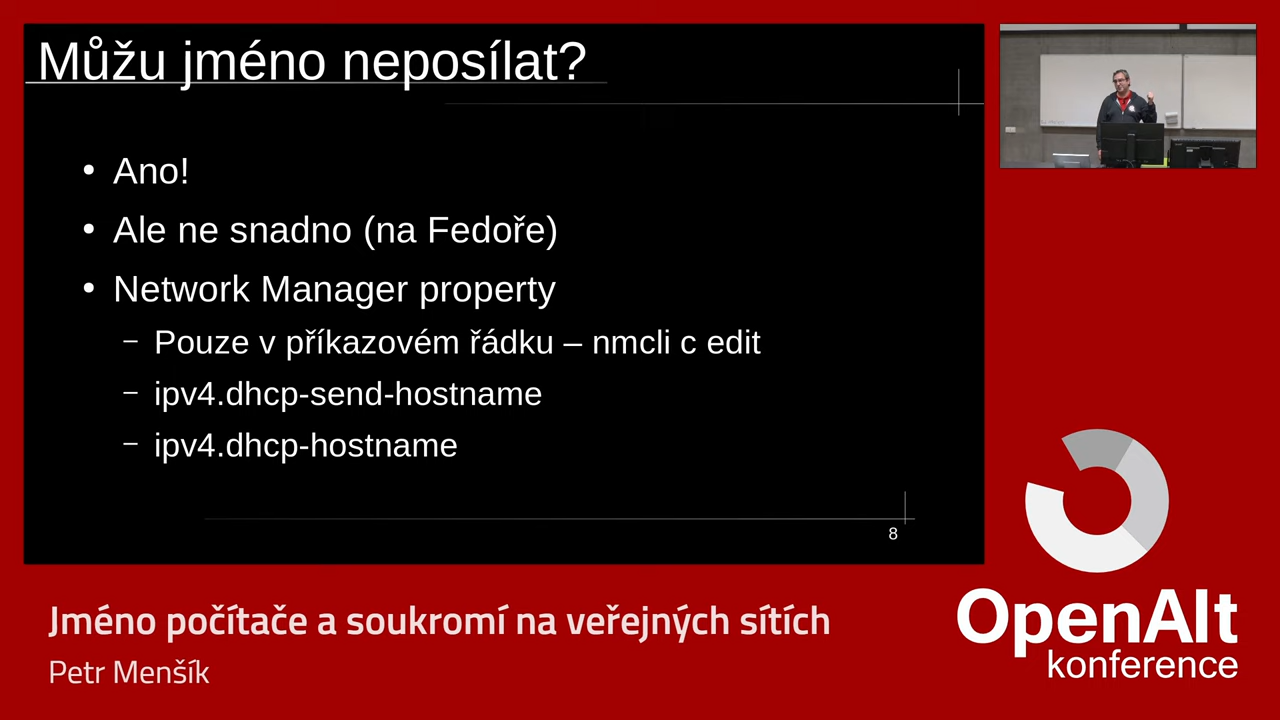 Můžu jméno neposílat?
• Ano!
• Ale ne snadno (na Fedoře)
• Network Manager property
– Pouze v příkazovém řádku – nmcli c edit
– ipv4.dhcp-send-hostname
– ipv4.dhcp-hostname
8
Jméno počítače a soukromí na veřejných sítích
Petr Menšík
OpenAlt
konference